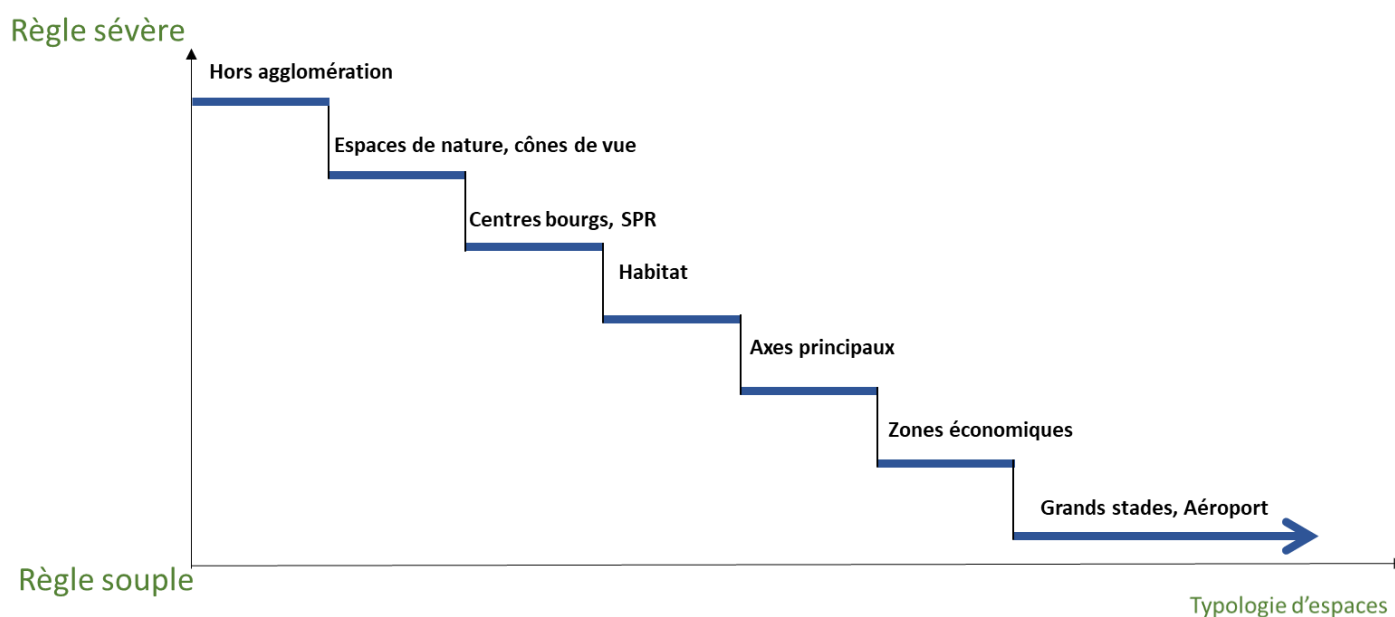 Règle sévère
Hors agglomération
Espaces de nature, cônes de vue
Centres bourgs, SPR
Habitat
Axes principaux
Zones économiques
Grands stades, Aéroport
Règle souple
Typologie d'espaces